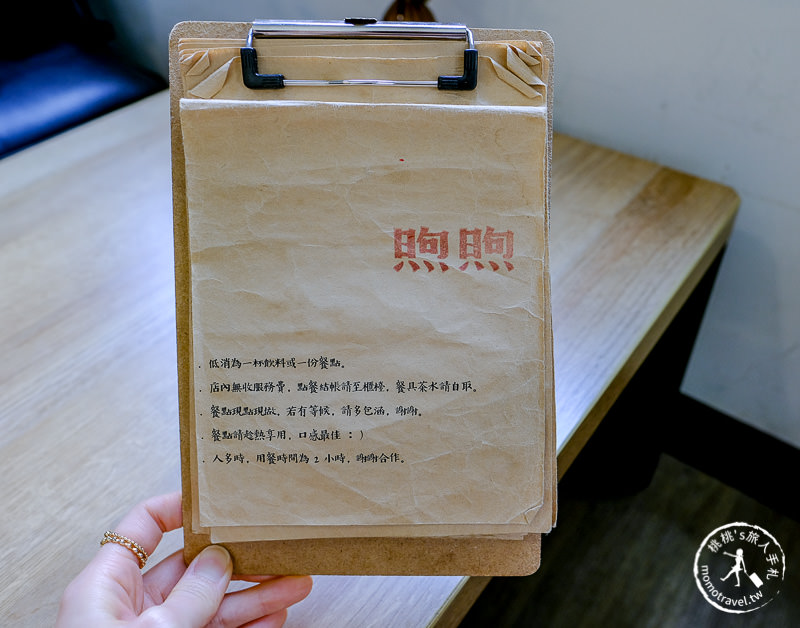 煦煦
. 低消為一杯飲料或一份餐點。
. 店內無收服務費，點餐結帳請至櫃檯，餐具茶水請自取。
. 餐點現點現做，若有等候，請多包涵，謝謝。
. 餐點請趁熱享用，口感最佳 : )
. 人多時，用餐時間為 2 小時，謝謝合作。
桃桃's旅人手札
momotravel.tw